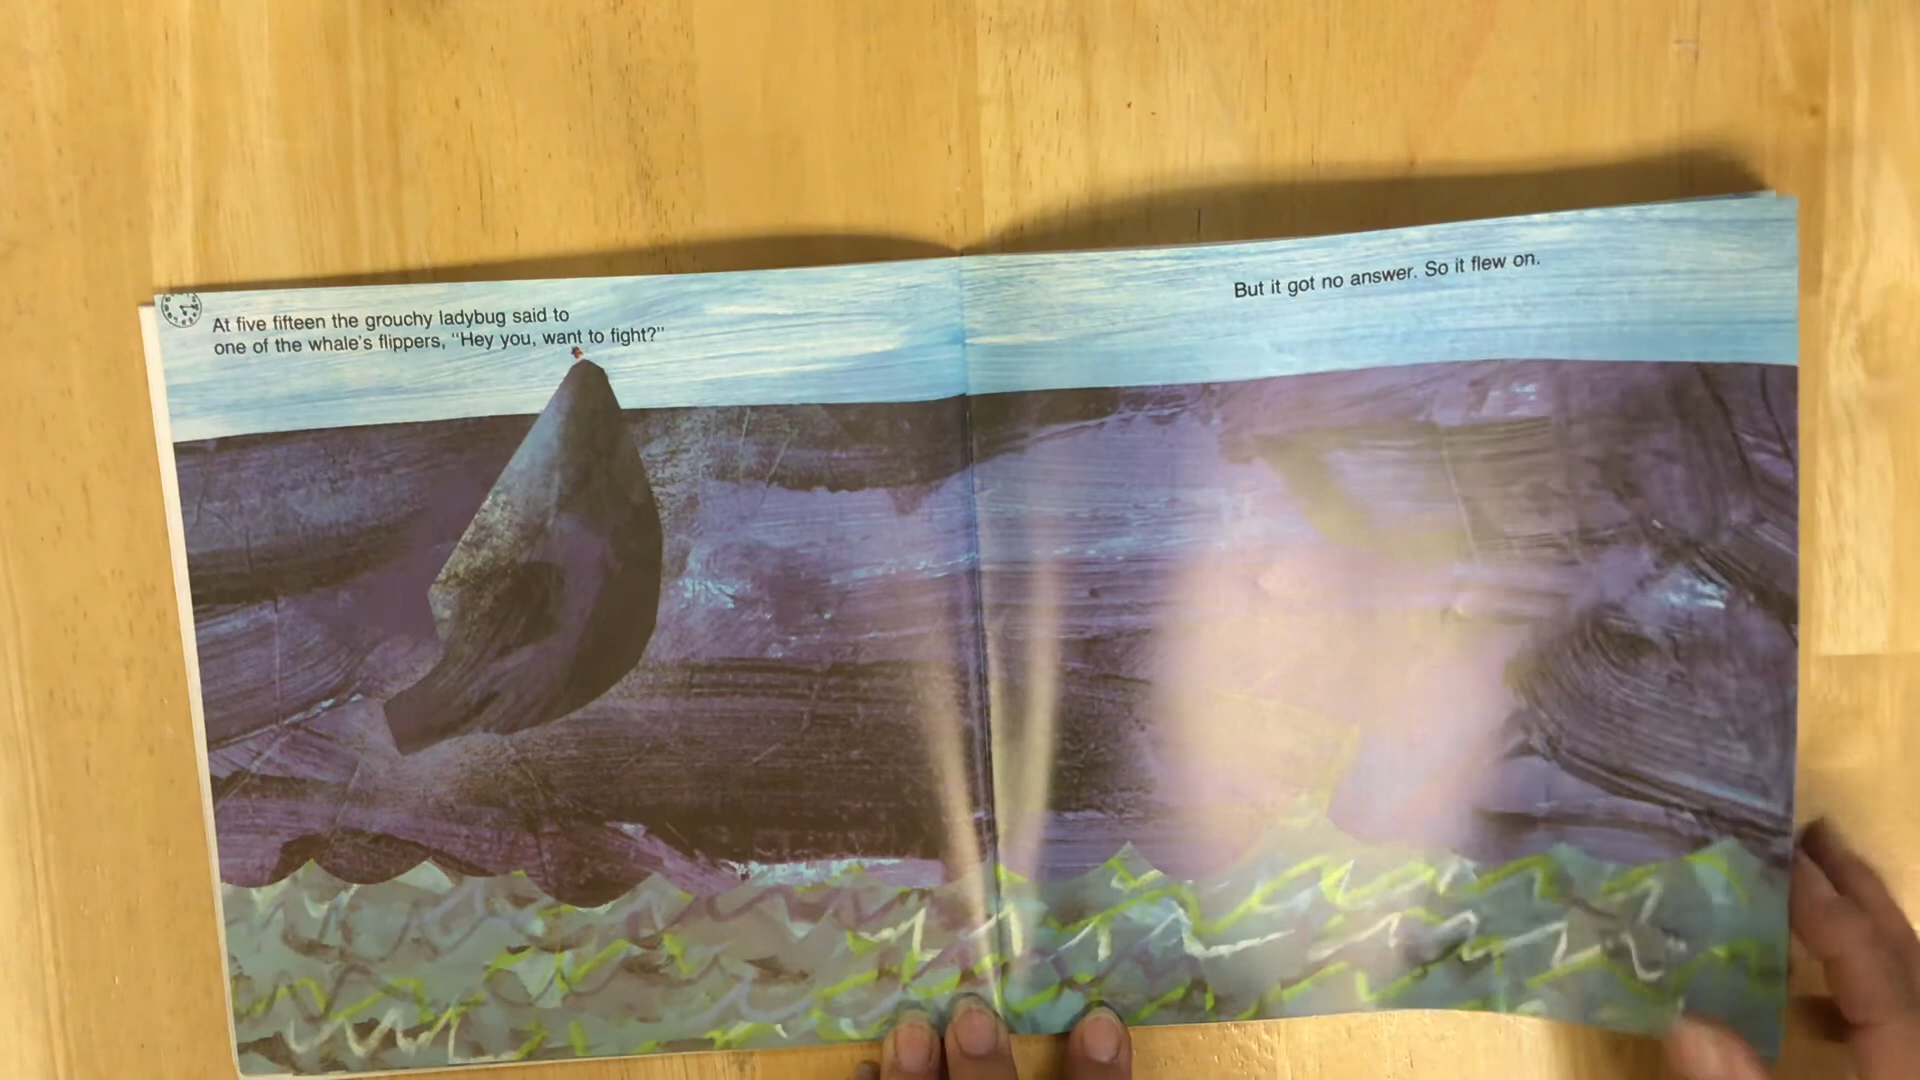 At five fifteen the grouchy ladybug said to
one of the whale's flippers, “Hey you, want to fight?”
But it got no answer. So it flew on.